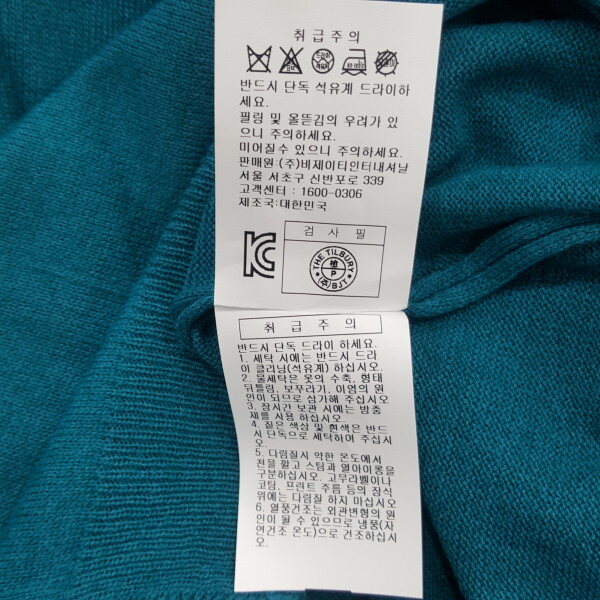 취급주의
반드시 단독 석유계 드라이하
세요.
필링 및 올뜯김의 우려가 있
으니 주의하세요.
미어질수 있으니 주의하세요.
판매원:(주)비제이티인터내셔날
서울 서초구 신반포로 339
고객센터: 1600-0306
제조국:대한민국
검사필
THE TILBURY
檢
P
(주)BJT
취급주의
반드시 단독 드라이 하세요.
1. 세탁 시에는 반드시 드라
이 클리닝(석유계) 하십시오.
2. 물세탁은 옷의 수축, 형태
뒤틀림, 보푸라기, 이염의 원
인이 되므로 삼가해 주십시오
3. 장시간 보관 시에는 방충
제를 사용 하십시오.
4. 짙은 색상 및 흰색은 반드
시 단독으로 세탁하여 주십시
오.
5. 다림질시 약한 온도에서
천을 깔고 스팀과 열아이롱을
구분하십시오. 고무라벨이나
코팅, 프린트 주름 등의 장식
위에는 다림질 하지 마십시오
6. 열풍건조는 외관변형의 원
인이 될 수 있으므로 냉풍(자
연건조 온도)으로 건조하십시
오.